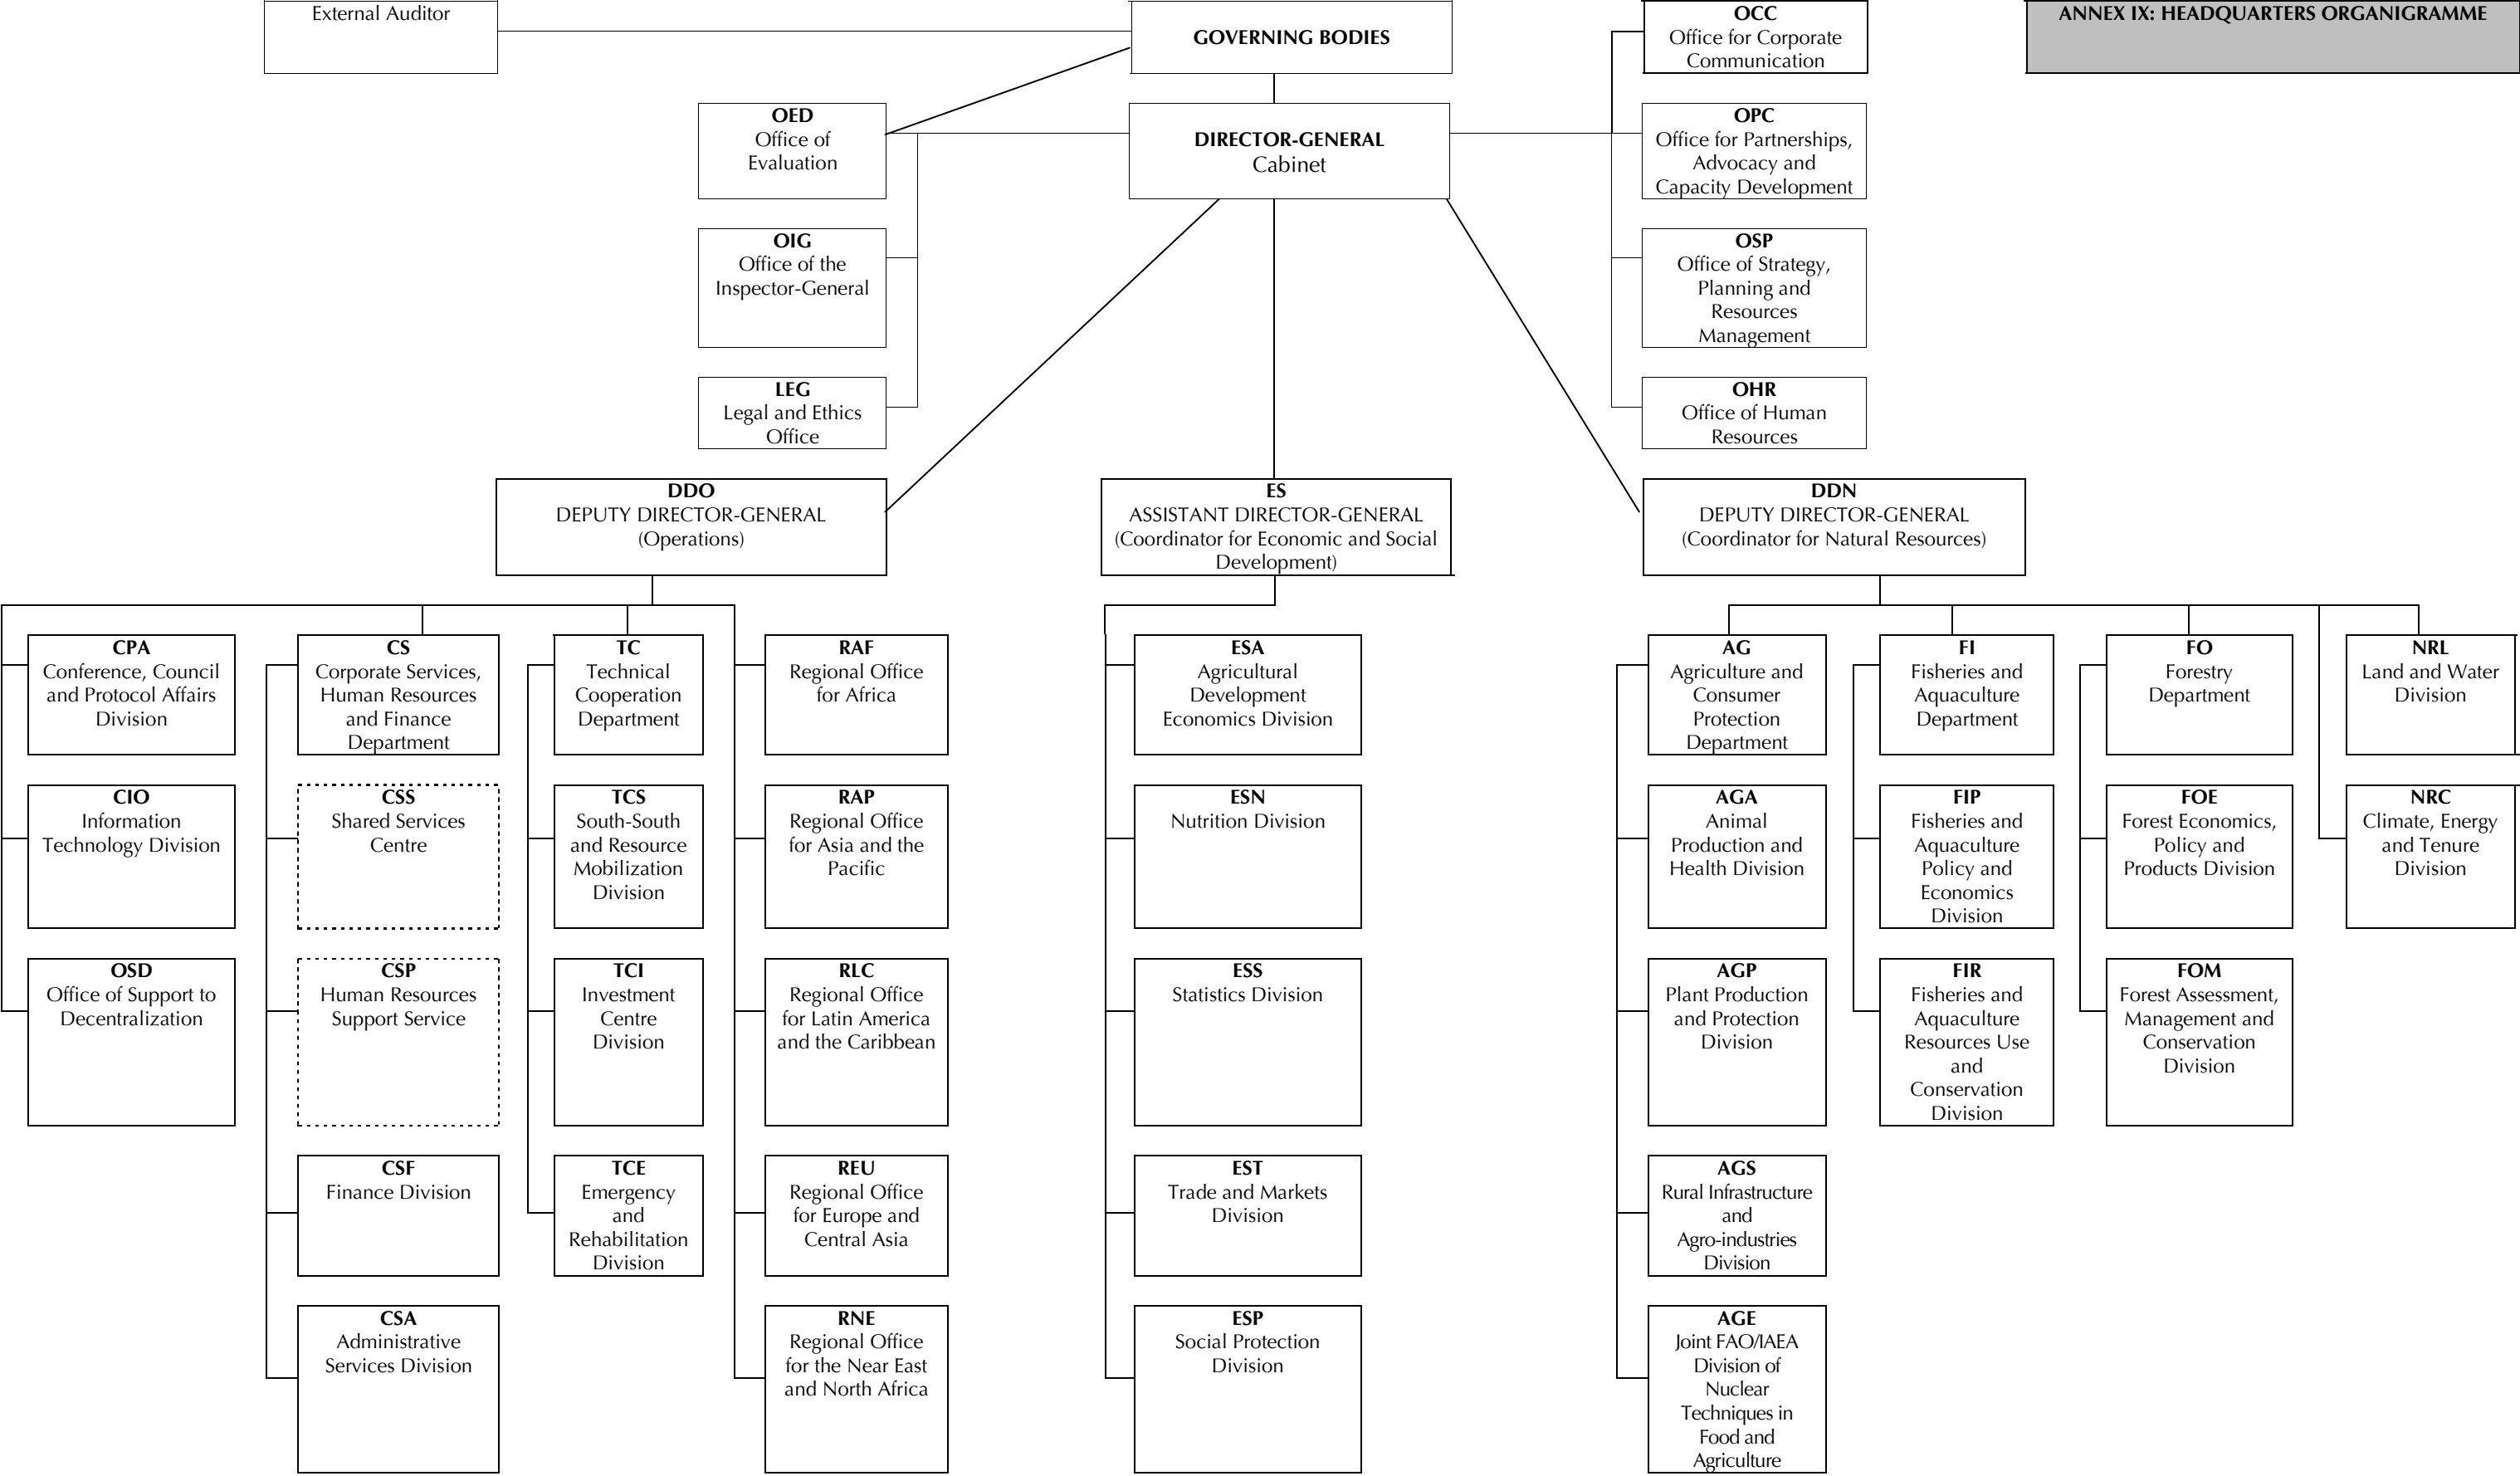 External Auditor
GOVERNING BODIES
OCC
Office for Corporate
Communication
ANNEX IX: HEADQUARTERS ORGANIGRAMME
OED
Office of
Evaluation
DIRECTOR-GENERAL
Cabinet
OPC
Office for Partnerships,
Advocacy and
Capacity Development
OIG
Office of the
Inspector-General
OSP
Office of Strategy,
Planning and
Resources
Management
LEG
Legal and Ethics
Office
OHR
Office of Human
Resources
DDO
DEPUTY DIRECTOR-GENERAL
(Operations)
ES
ASSISTANT DIRECTOR-GENERAL
(Coordinator for Economic and Social
Development)
DDN
DEPUTY DIRECTOR-GENERAL
(Coordinator for Natural Resources)
CPA
Conference, Council
and Protocol Affairs
Division
CS
Corporate Services,
Human Resources
and Finance
Department
TC
Technical
Cooperation
Department
RAF
Regional Office
for Africa
ESA
Agricultural
Development
Economics Division
AG
Agriculture and
Consumer
Protection
Department
FI
Fisheries and
Aquaculture
Department
FO
Forestry
Department
NRL
Land and Water
Division
CIO
Information
Technology Division
CSS
Shared Services
Centre
TCS
South-South
and Resource
Mobilization
Division
RAP
Regional Office
for Asia and the
Pacific
ESN
Nutrition Division
AGA
Animal
Production and
Health Division
FIP
Fisheries and
Aquaculture
Policy and
Economics
Division
FOE
Forest Economics,
Policy and
Products Division
NRC
Climate, Energy
and Tenure
Division
OSD
Office of Support to
Decentralization
CSP
Human Resources
Support Service
TCI
Investment
Centre
Division
RLC
Regional Office
for Latin America
and the Caribbean
ESS
Statistics Division
AGP
Plant Production
and Protection
Division
FIR
Fisheries and
Aquaculture
Resources Use
and
Conservation
Division
FOM
Forest Assessment,
Management and
Conservation
Division
CSF
Finance Division
TCE
Emergency
and
Rehabilitation
Division
REU
Regional Office
for Europe and
Central Asia
EST
Trade and Markets
Division
AGS
Rural Infrastructure
and
Agro-industries
Division
CSA
Administrative
Services Division
RNE
Regional Office
for the Near East
and North Africa
ESP
Social Protection
Division
AGE
Joint FAO/IAEA
Division of
Nuclear
Techniques in
Food and
Agriculture